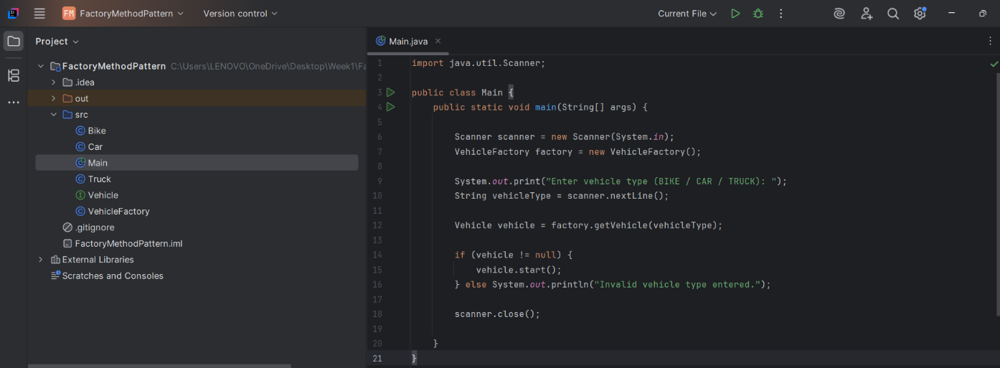 FM FactoryMethodPattern Version control Current File
Project
FactoryMethodPattern C:\Users\LENOVO\OneDrive\Desktop\Week1\Fa
.idea
out
src
Bike
Car
Main
Truck
Vehicle
VehicleFactory
.gitignore
FactoryMethodPattern.iml
External Libraries
Scratches and Consoles
Main.java
1 import java.util.Scanner;
2
3 public class Main {
4 public static void main(String[] args) {
5
6 Scanner scanner = new Scanner(System.in);
7 VehicleFactory factory = new VehicleFactory();
8
9 System.out.print("Enter vehicle type (BIKE / CAR / TRUCK): ");
10 String vehicleType = scanner.nextLine();
11
12 Vehicle vehicle = factory.getVehicle(vehicleType);
13
14 if (vehicle != null) {
15 vehicle.start();
16 } else System.out.println("Invalid vehicle type entered.");
17
18 scanner.close();
19
20 }
21 }